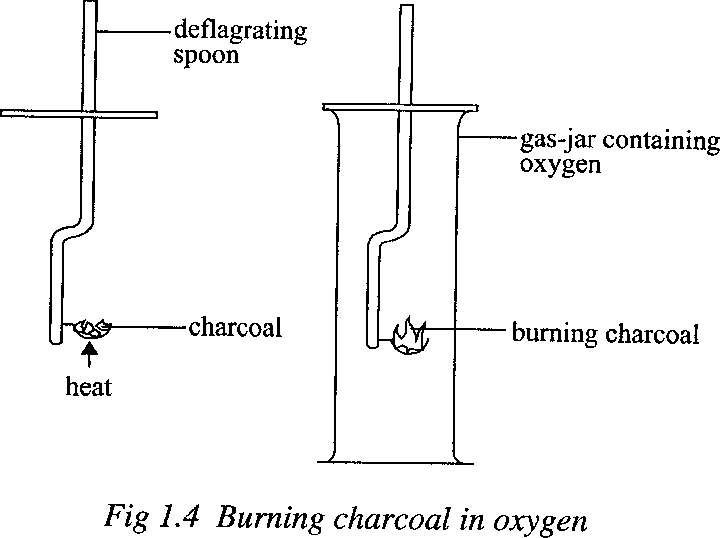 deflagrating
spoon
gas-jar containing
oxygen
charcoal
burning charcoal
heat
Fig 1.4 Burning charcoal in oxygen